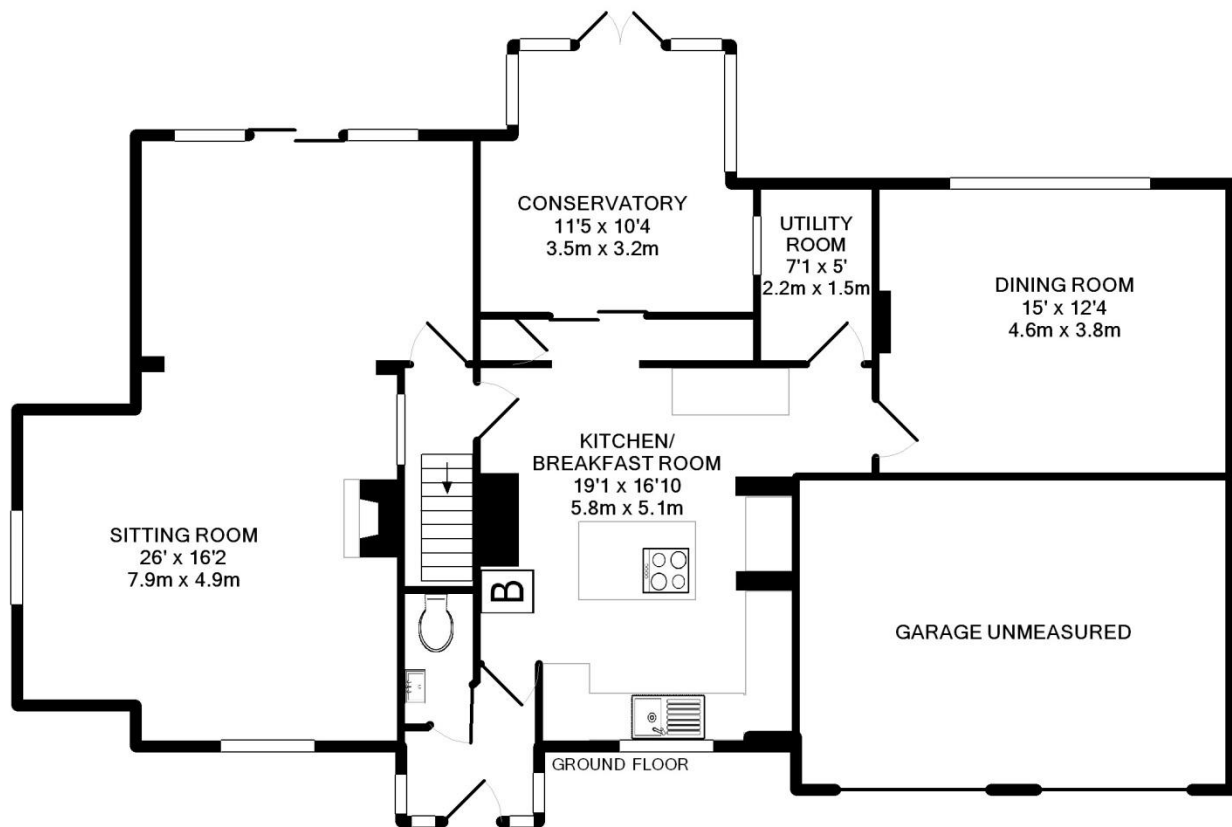 CONSERVATORY
11'5 x 10'4
3.5m x 3.2m
UTILITY
ROOM
7'1 x 5'
2.2m x 1.5m
DINING ROOM
15' x 12'4
4.6m x 3.8m
KITCHEN/
BREAKFAST ROOM
19'1 x 16'10
5.8m x 5.1m
SITTING ROOM
26' x 16'2
7.9m x 4.9m
B
GARAGE UNMEASURED
GROUND FLOOR